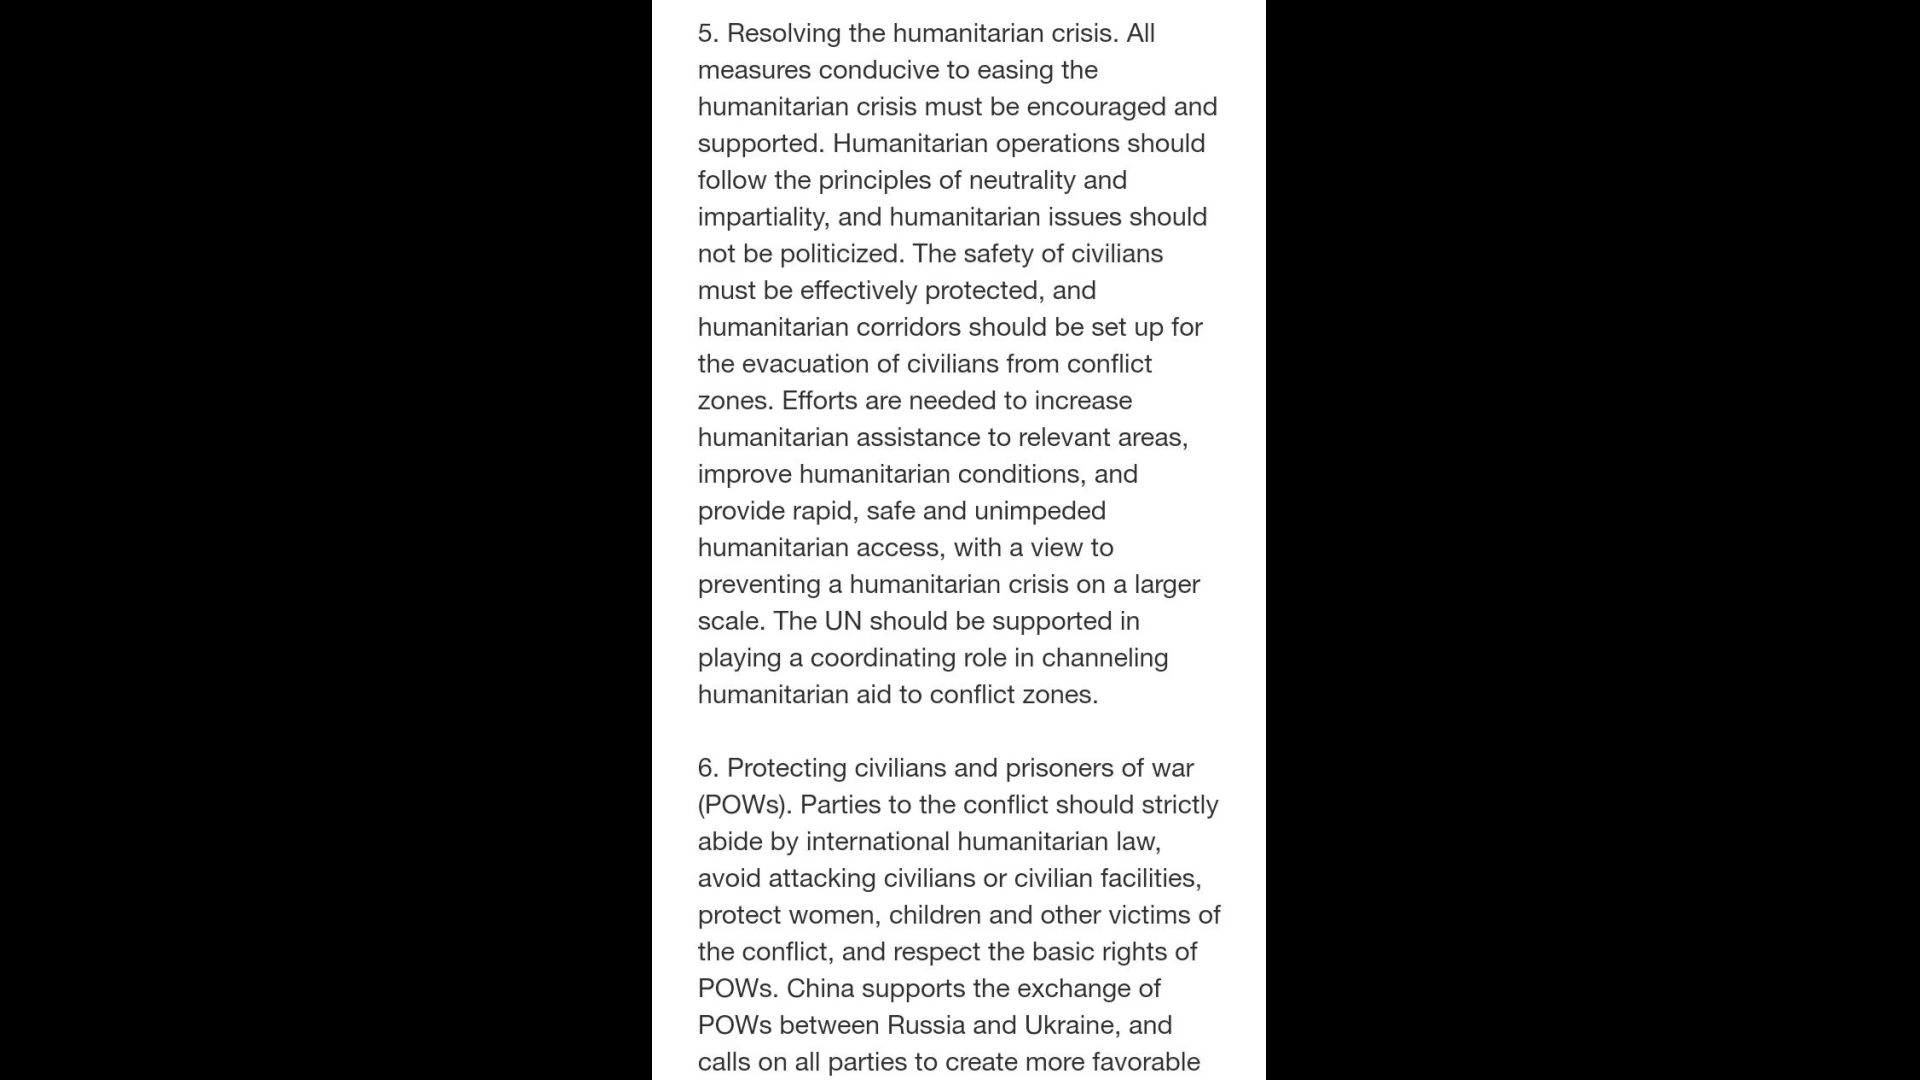 5. Resolving the humanitarian crisis. All
measures conducive to easing the
humanitarian crisis must be encouraged and
supported. Humanitarian operations should
follow the principles of neutrality and
impartiality, and humanitarian issues should
not be politicized. The safety of civilians
must be effectively protected, and
humanitarian corridors should be set up for
the evacuation of civilians from conflict
zones. Efforts are needed to increase
humanitarian assistance to relevant areas,
improve humanitarian conditions, and
provide rapid, safe and unimpeded
humanitarian access, with a view to
preventing a humanitarian crisis on a larger
scale. The UN should be supported in
playing a coordinating role in channeling
humanitarian aid to conflict zones.
6. Protecting civilians and prisoners of war
(POWs). Parties to the conflict should strictly
abide by international humanitarian law,
avoid attacking civilians or civilian facilities,
protect women, children and other victims of
the conflict, and respect the basic rights of
POWs. China supports the exchange of
POWs between Russia and Ukraine, and
calls on all parties to create more favorable